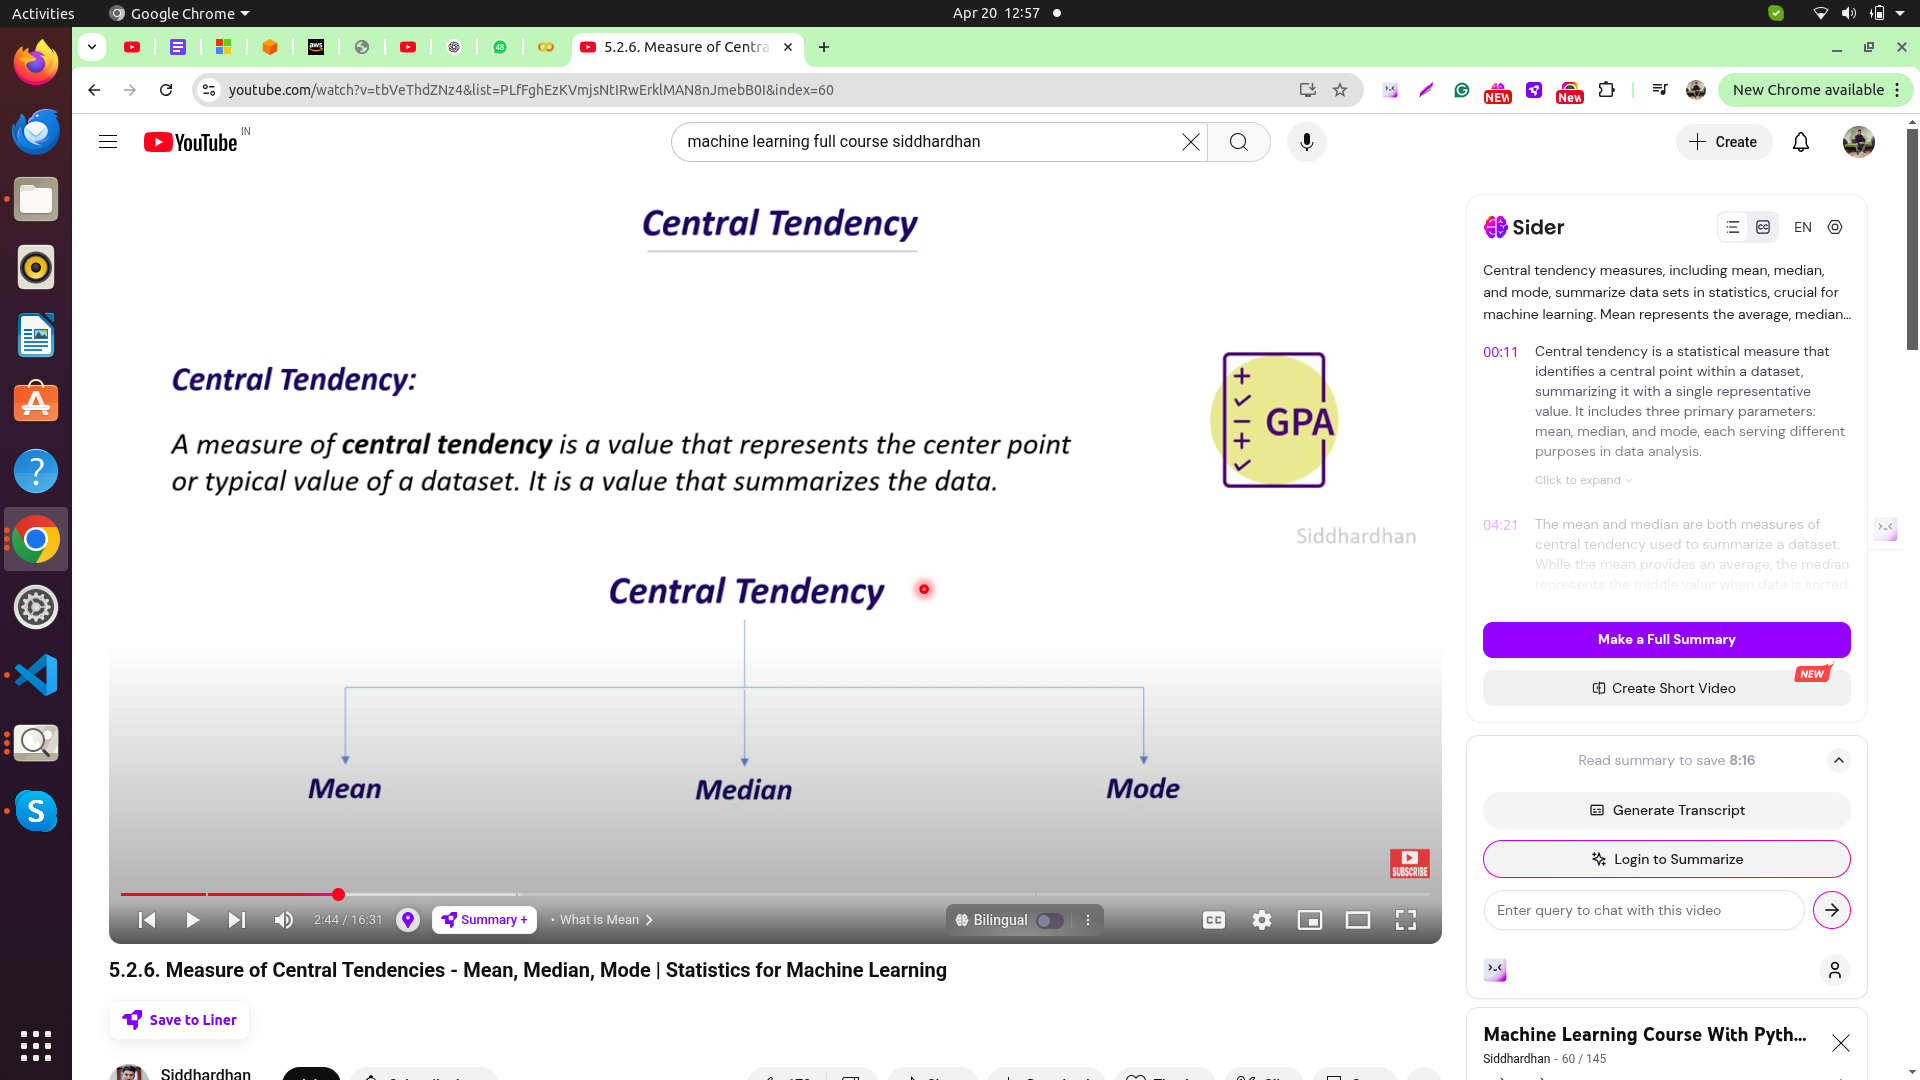 Activities
Google Chrome
Apr 20 12:57
48
aws
5.2.6. Measure of Centra
youtube.com/watch?v=tbVeThdZNz4&list=PLfFghEzKVmjsNtIRwErklMAN8nJmebB0I&index=60
NEW
New
New Chrome available
YouTube
IN
machine learning full course siddhardhan
Create
Central Tendency
Central Tendency:
A measure of central tendency is a value that represents the center point
or typical value of a dataset. It is a value that summarizes the data.
GPA
Siddhardhan
Central Tendency
Mean
Median
Mode
SUBSCRIBE
2:44 / 16:31
Summary +
• What is Mean
Bilingual
CC
5.2.6. Measure of Central Tendencies - Mean, Median, Mode | Statistics for Machine Learning
Save to Liner
Siddhardhan
Sider
CC
EN
Central tendency measures, including mean, median,
and mode, summarize data sets in statistics, crucial for
machine learning. Mean represents the average, median...
00:11
Central tendency is a statistical measure that
identifies a central point within a dataset,
summarizing it with a single representative
value. It includes three primary parameters:
mean, median, and mode, each serving different
purposes in data analysis.
Click to expand
04:21
The mean and median are both measures of
central tendency used to summarize a dataset.
While the mean provides an average, the median
represents the middle value when data is sorted.
Make a Full Summary
NEW
Create Short Video
Read summary to save 8:16
Generate Transcript
Login to Summarize
Enter query to chat with this video
Machine Learning Course With Pyth...
Siddhardhan - 60 / 145